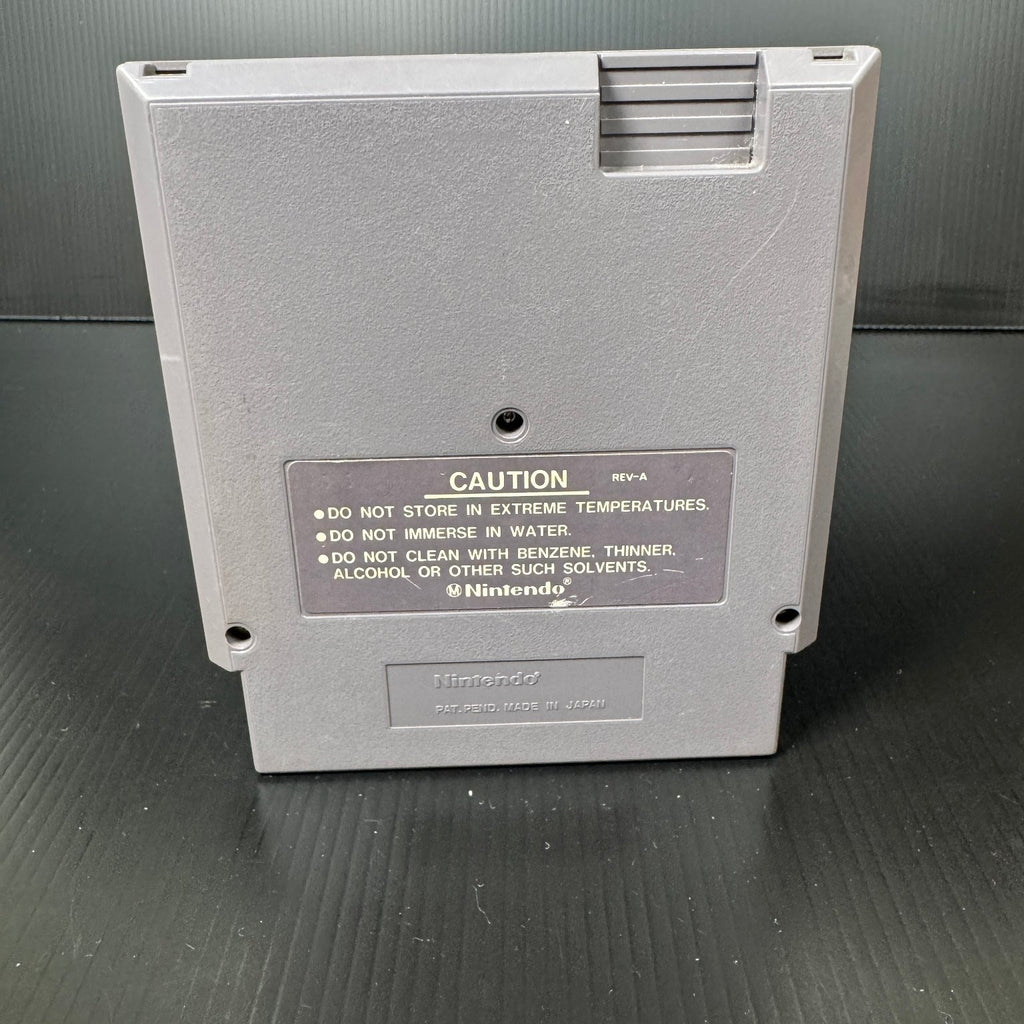 CAUTION REV-A
●DO NOT STORE IN EXTREME TEMPERATURES.
●DO NOT IMMERSE IN WATER.
●DO NOT CLEAN WITH BENZENE, THINNER,
ALCOHOL OR OTHER SUCH SOLVENTS.
Ⓜ Nintendo®
Nintendo®
PAT. PEND. MADE IN JAPAN